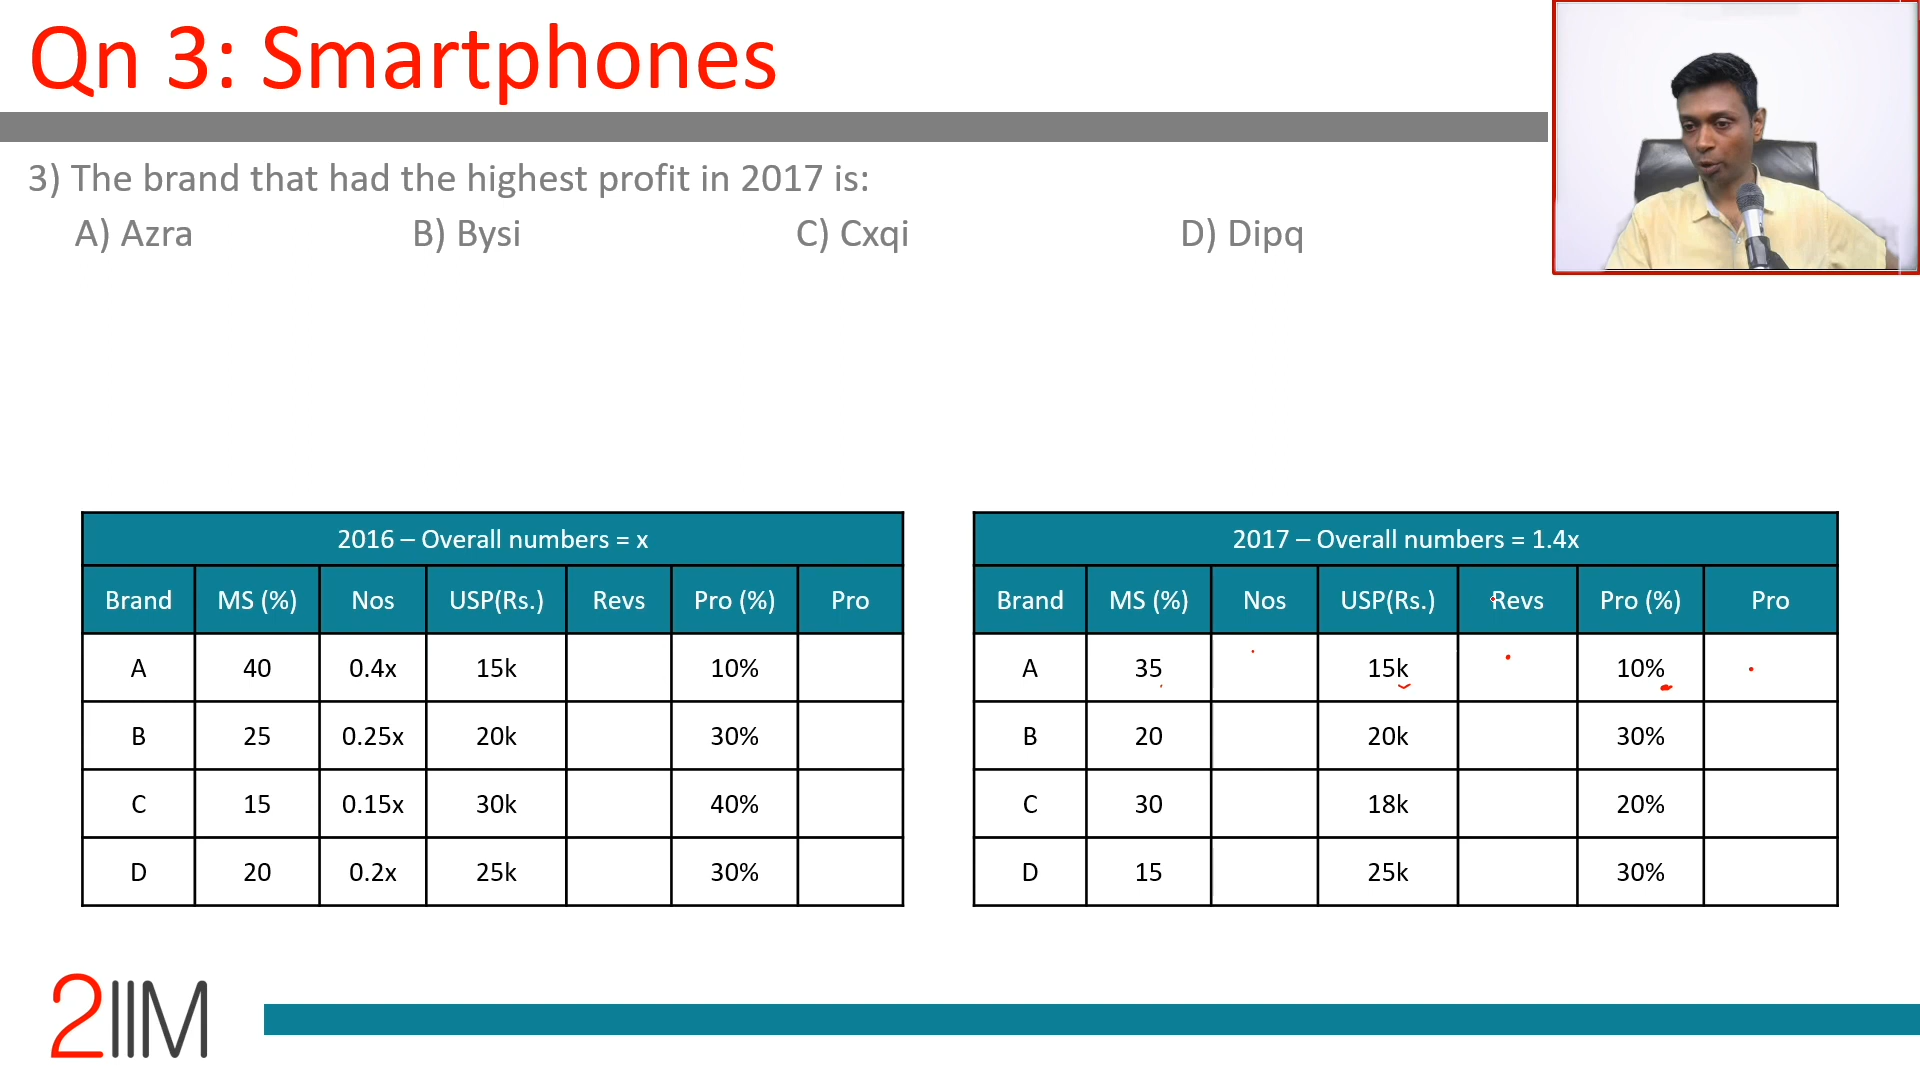 Qn 3: Smartphones
3) The brand that had the highest profit in 2017 is:
A) Azra B) Bysi C) Cxqi D) Dipq
2016 – Overall numbers = x
Brand MS (%) Nos USP(Rs.) Revs Pro (%) Pro
A 40 0.4x 15k 10%
B 25 0.25x 20k 30%
C 15 0.15x 30k 40%
D 20 0.2x 25k 30%
2017 – Overall numbers = 1.4x
Brand MS (%) Nos USP(Rs.) Revs Pro (%) Pro
A 35 15k 10%
B 20 20k 30%
C 30 18k 20%
D 15 25k 30%
2IIM